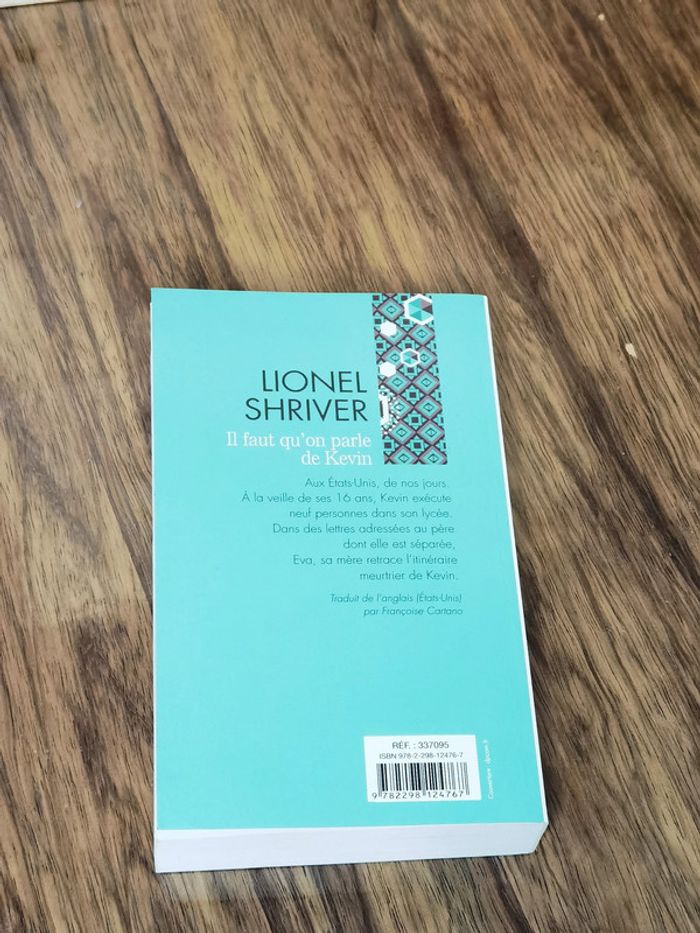 LIONEL
SHRIVER
Il faut qu'on parle
de Kevin
Aux États-Unis, de nos jours.
À la veille de ses 16 ans, Kevin exécute
neuf personnes dans son lycée.
Dans des lettres adressées au père
dont elle est séparée,
Eva, sa mère retrace l'itinéraire
meurtrier de Kevin.
Traduit de l'anglais (États-Unis)
par Françoise Cartano
RÉF. : 337095
ISBN 978-2-298-12476-7
9 782298 124767
Couverture :